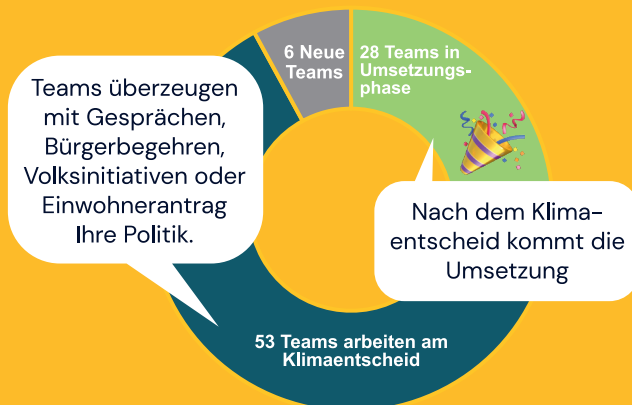 6 Neue
Teams
28 Teams in
Umsetzungs-
phase
Teams überzeugen
mit Gesprächen,
Bürgerbegehren,
Volksinitiativen oder
Einwohnerantrag
Ihre Politik.
Nach dem Klima-
entscheid kommt die
Umsetzung
53 Teams arbeiten am
Klimaentscheid